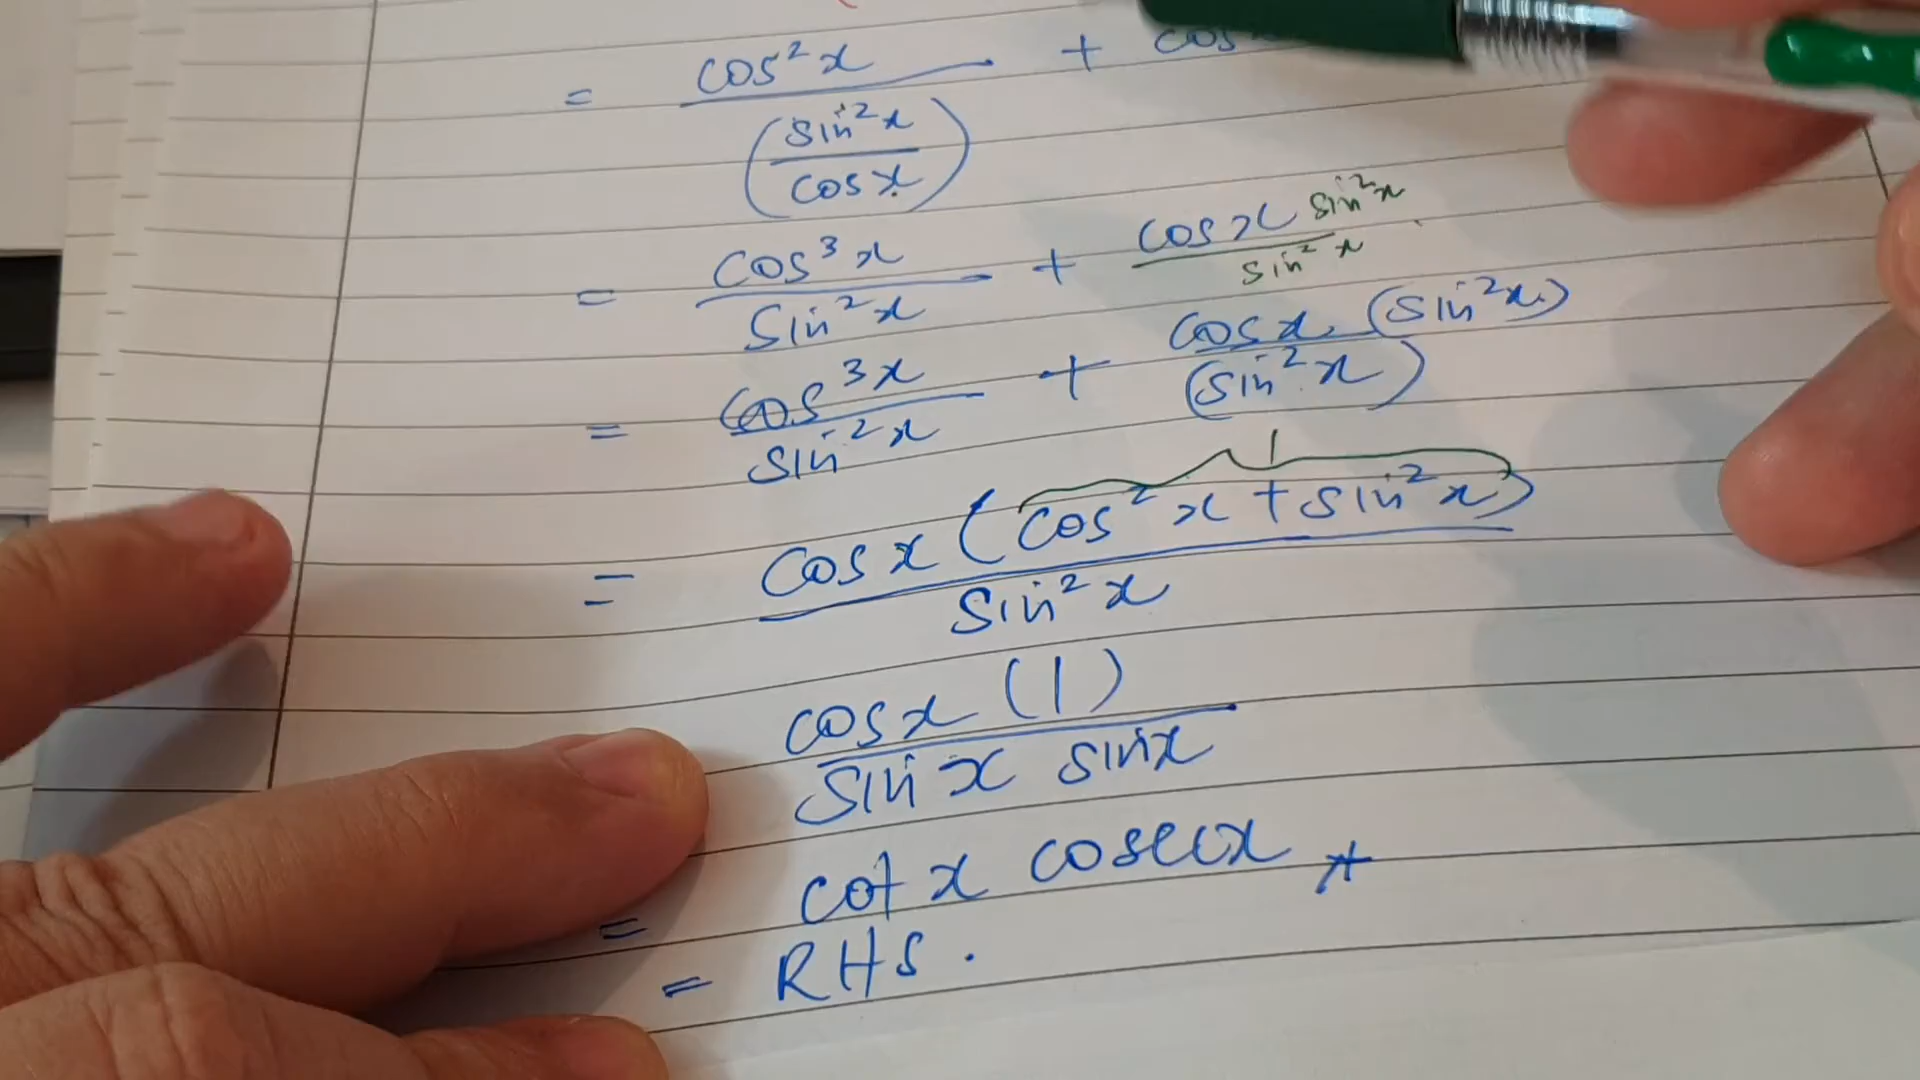 = cos²x / (sin²x / cosx) + cos
= cos³x / sin²x + cosx sin²x / sin²x
= cos³x / sin²x + cosx (sin²x) / (sin²x)
1
= cosx (cos²x + sin²x) / sin²x
cosx (1) / sinx sinx
= cotx cosecx
= RHS.